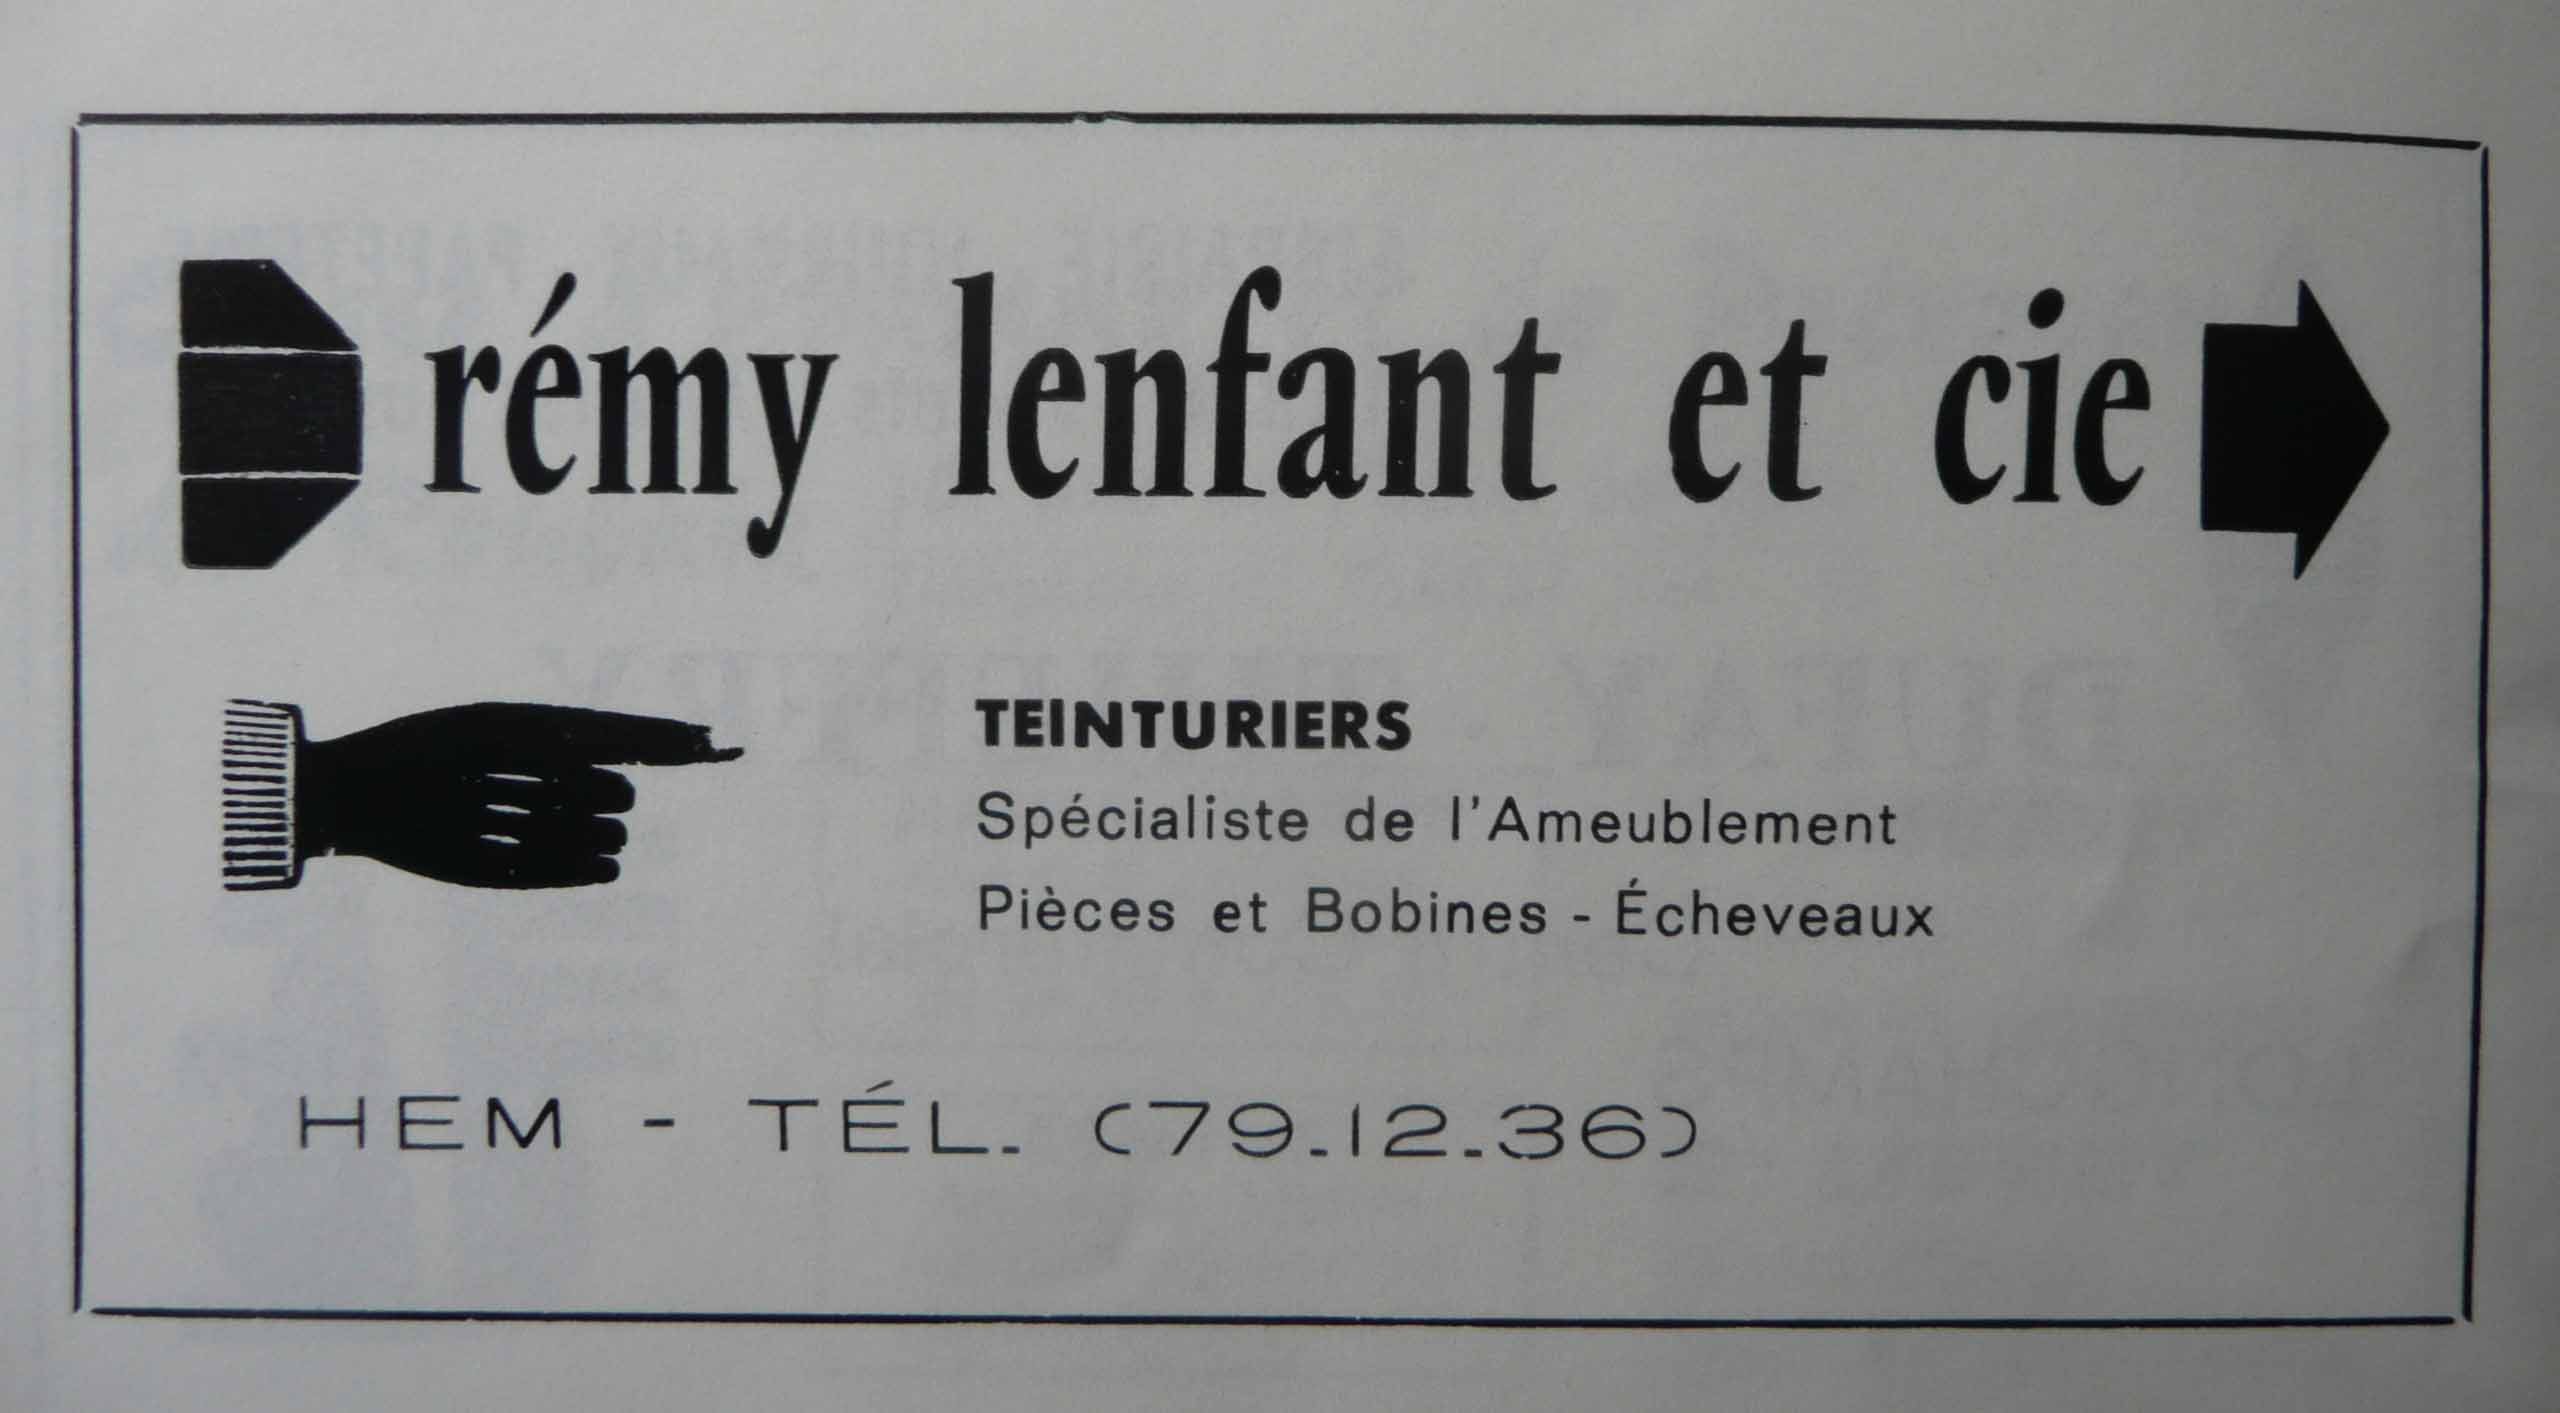 rémy lenfant et cie
TEINTURIERS
Spécialiste de l'Ameublement
Pièces et Bobines - Écheveaux
HEM - TÉL. (79.12.36)